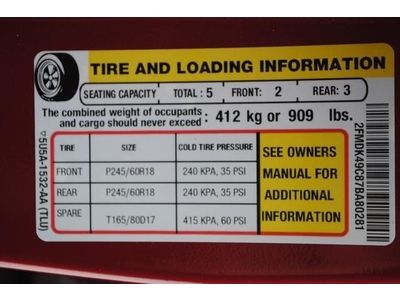 TIRE AND LOADING INFORMATION
SEATING CAPACITY TOTAL : 5 FRONT: 2 REAR: 3
The combined weight of occupants
and cargo should never exceed : 412 kg or 909 lbs.
TIRE SIZE COLD TIRE PRESSURE
FRONT P245/60R18 240 KPA, 35 PSI
REAR P245/60R18 240 KPA, 35 PSI
SPARE T165/80D17 415 KPA, 60 PSI
SEE OWNERS
MANUAL FOR
ADDITIONAL
INFORMATION
5U5A-1532-AA (TLU)
2FMDK49C87BA80281